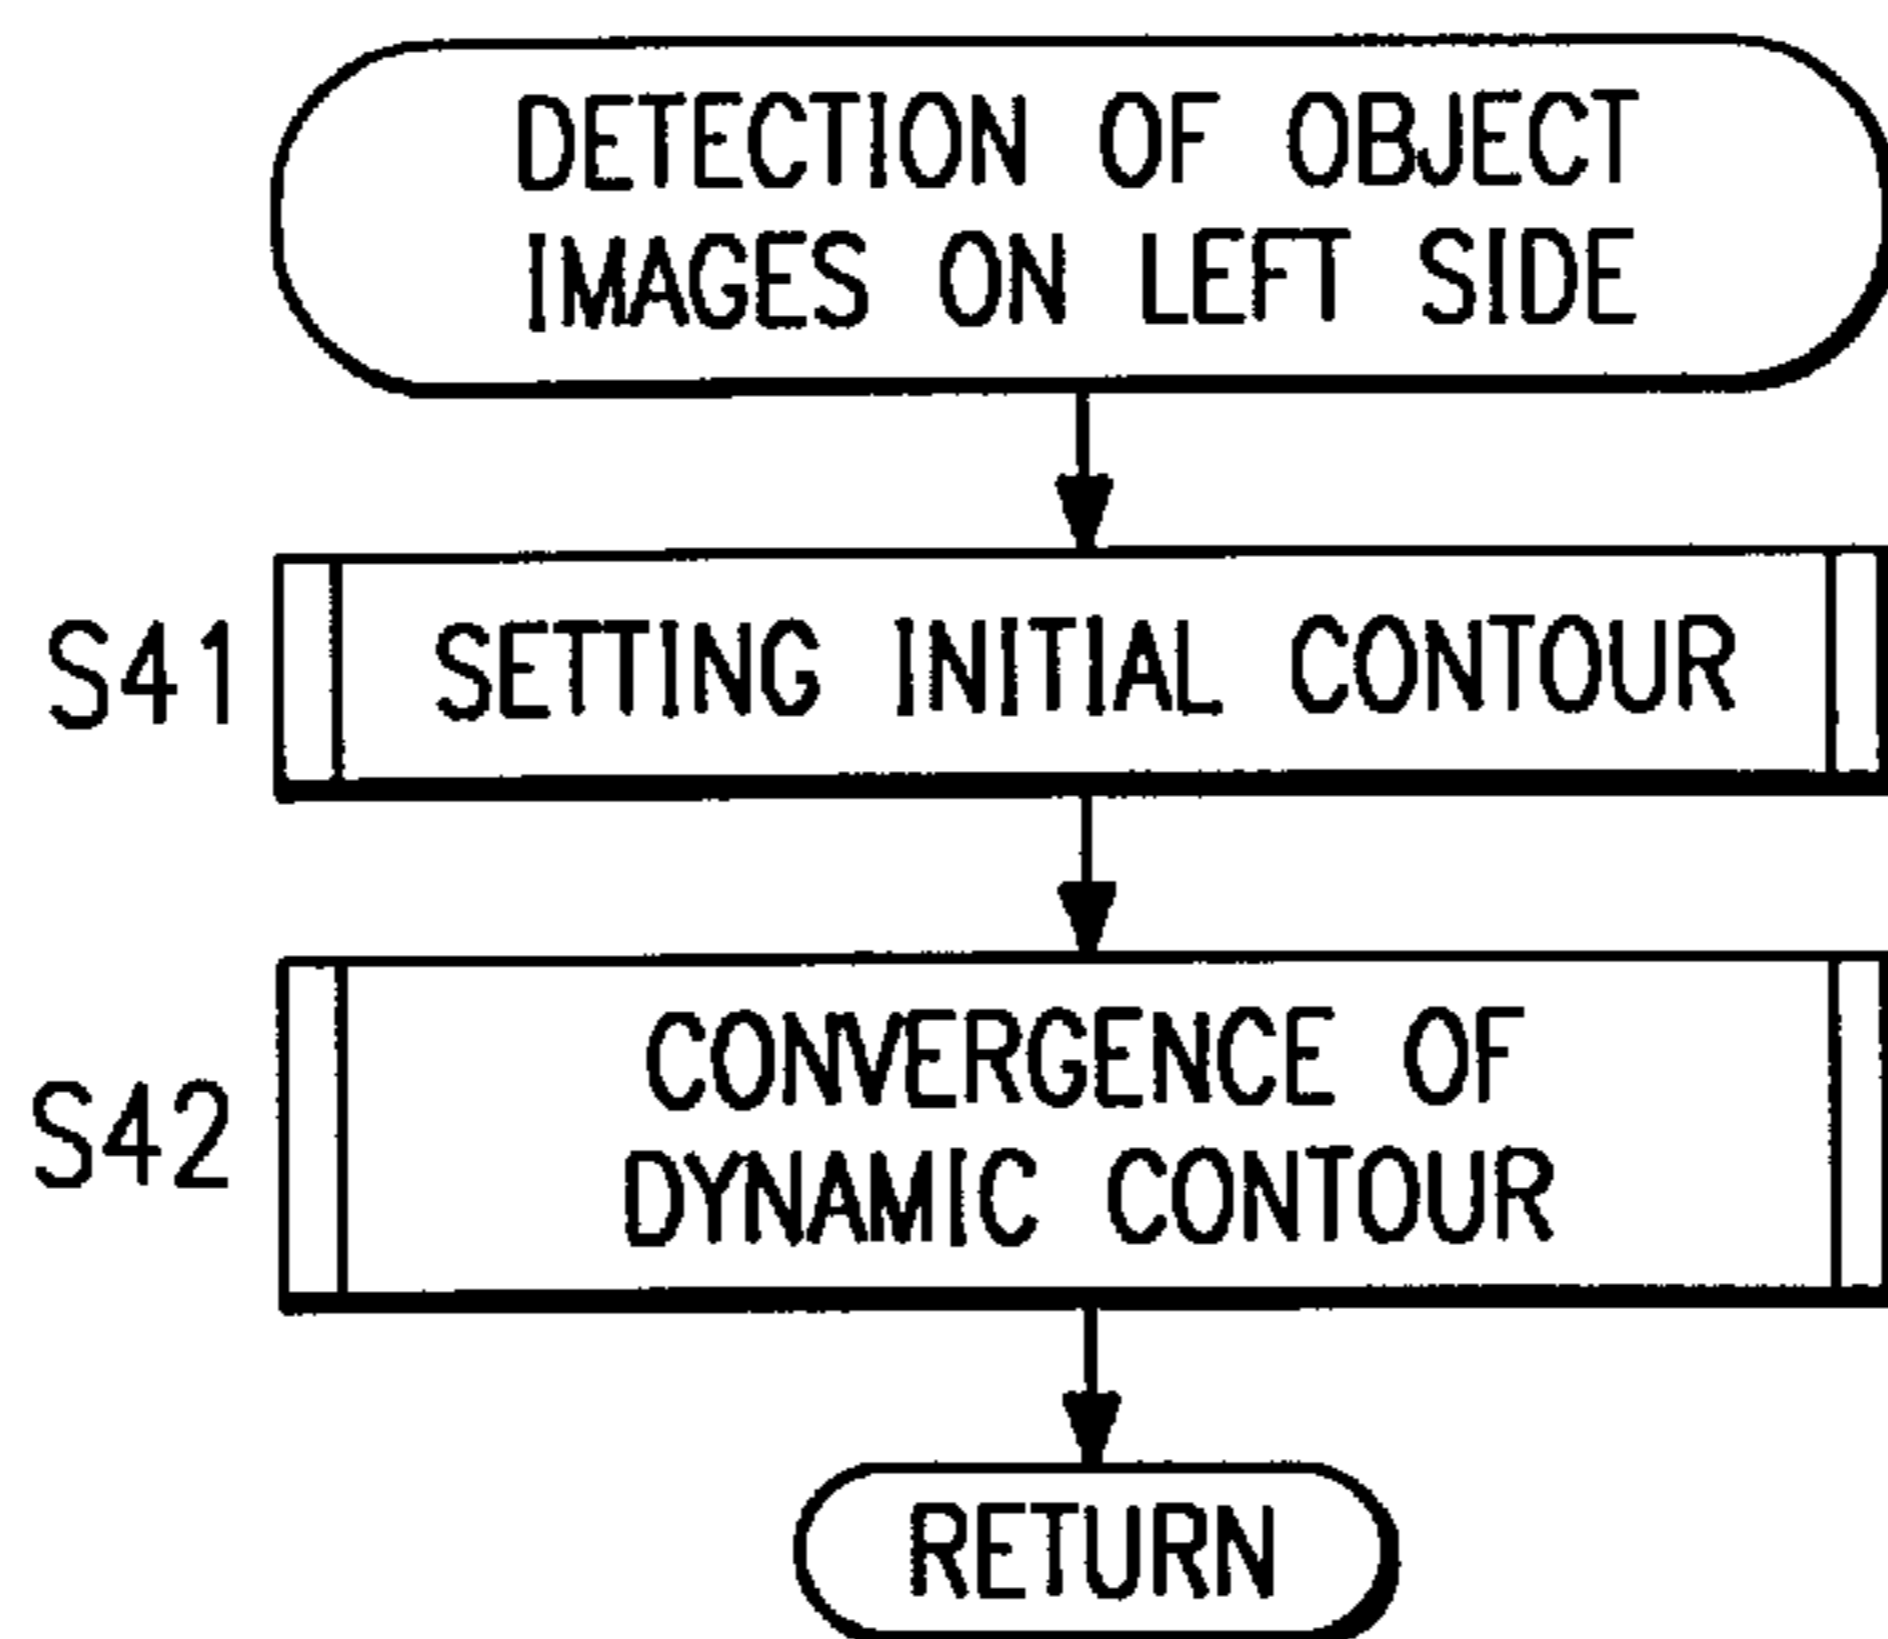 DETECTION OF OBJECT
IMAGES ON LEFT SIDE
S41
SETTING INITIAL CONTOUR
S42
CONVERGENCE OF
DYNAMIC CONTOUR
RETURN